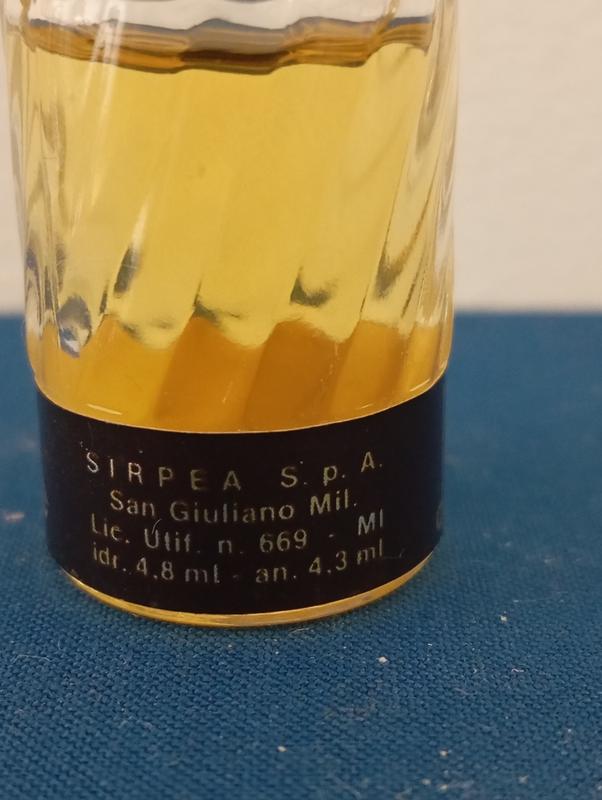 SIRPEA S.p.A.
San Giuliano Mil.
Lic. Utif. n. 669 - MI
idr. 4.8 ml - an. 4.3 ml